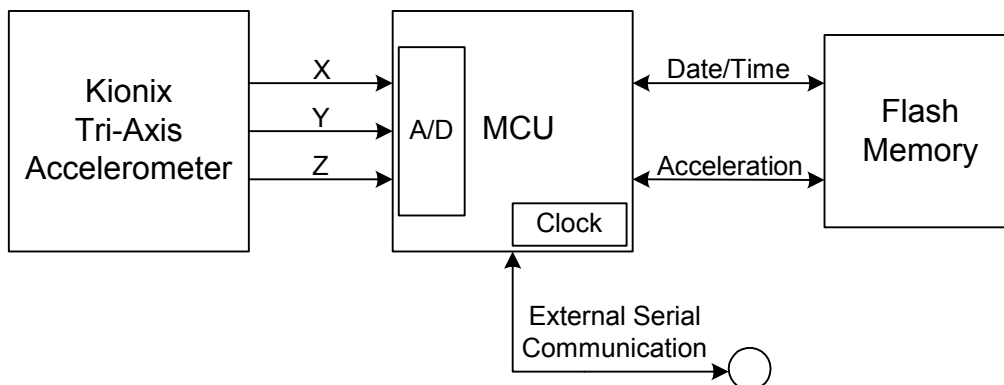 Kionix
Tri-Axis
Accelerometer
X
Y
Z
A/D
MCU
Clock
Date/Time
Acceleration
Flash
Memory
External Serial
Communication